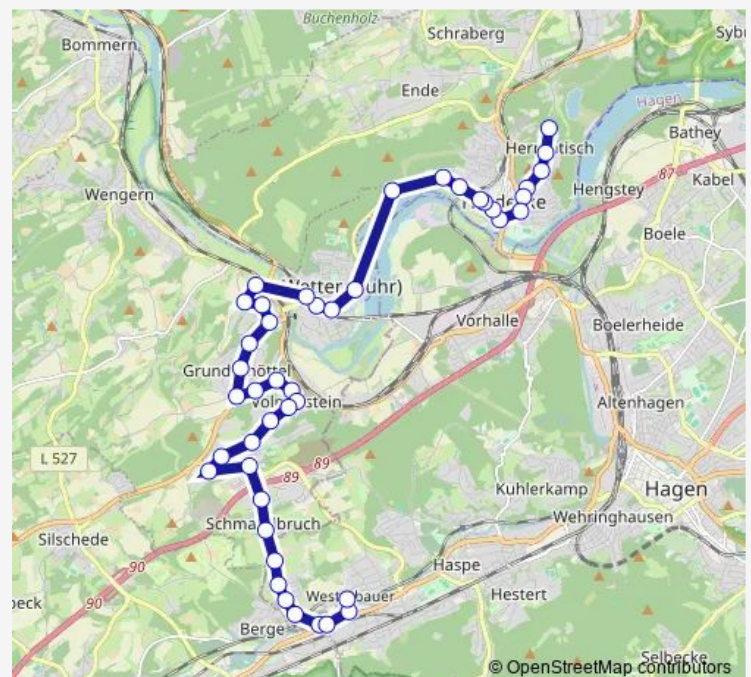 Buchenholz
Bommern
Schraberg
Ende
Hagen
Bathey
87
Kabel
Hengstey
Wengern
Boele
Vorhalle
Boelerheide
Altenhagen
L 527
89
89
Kuhlerkamp
Hagen
Wehringhausen
Silschede
Haspe
90
Hestert
90
Berge
Selbecke
© OpenStreetMap contributors